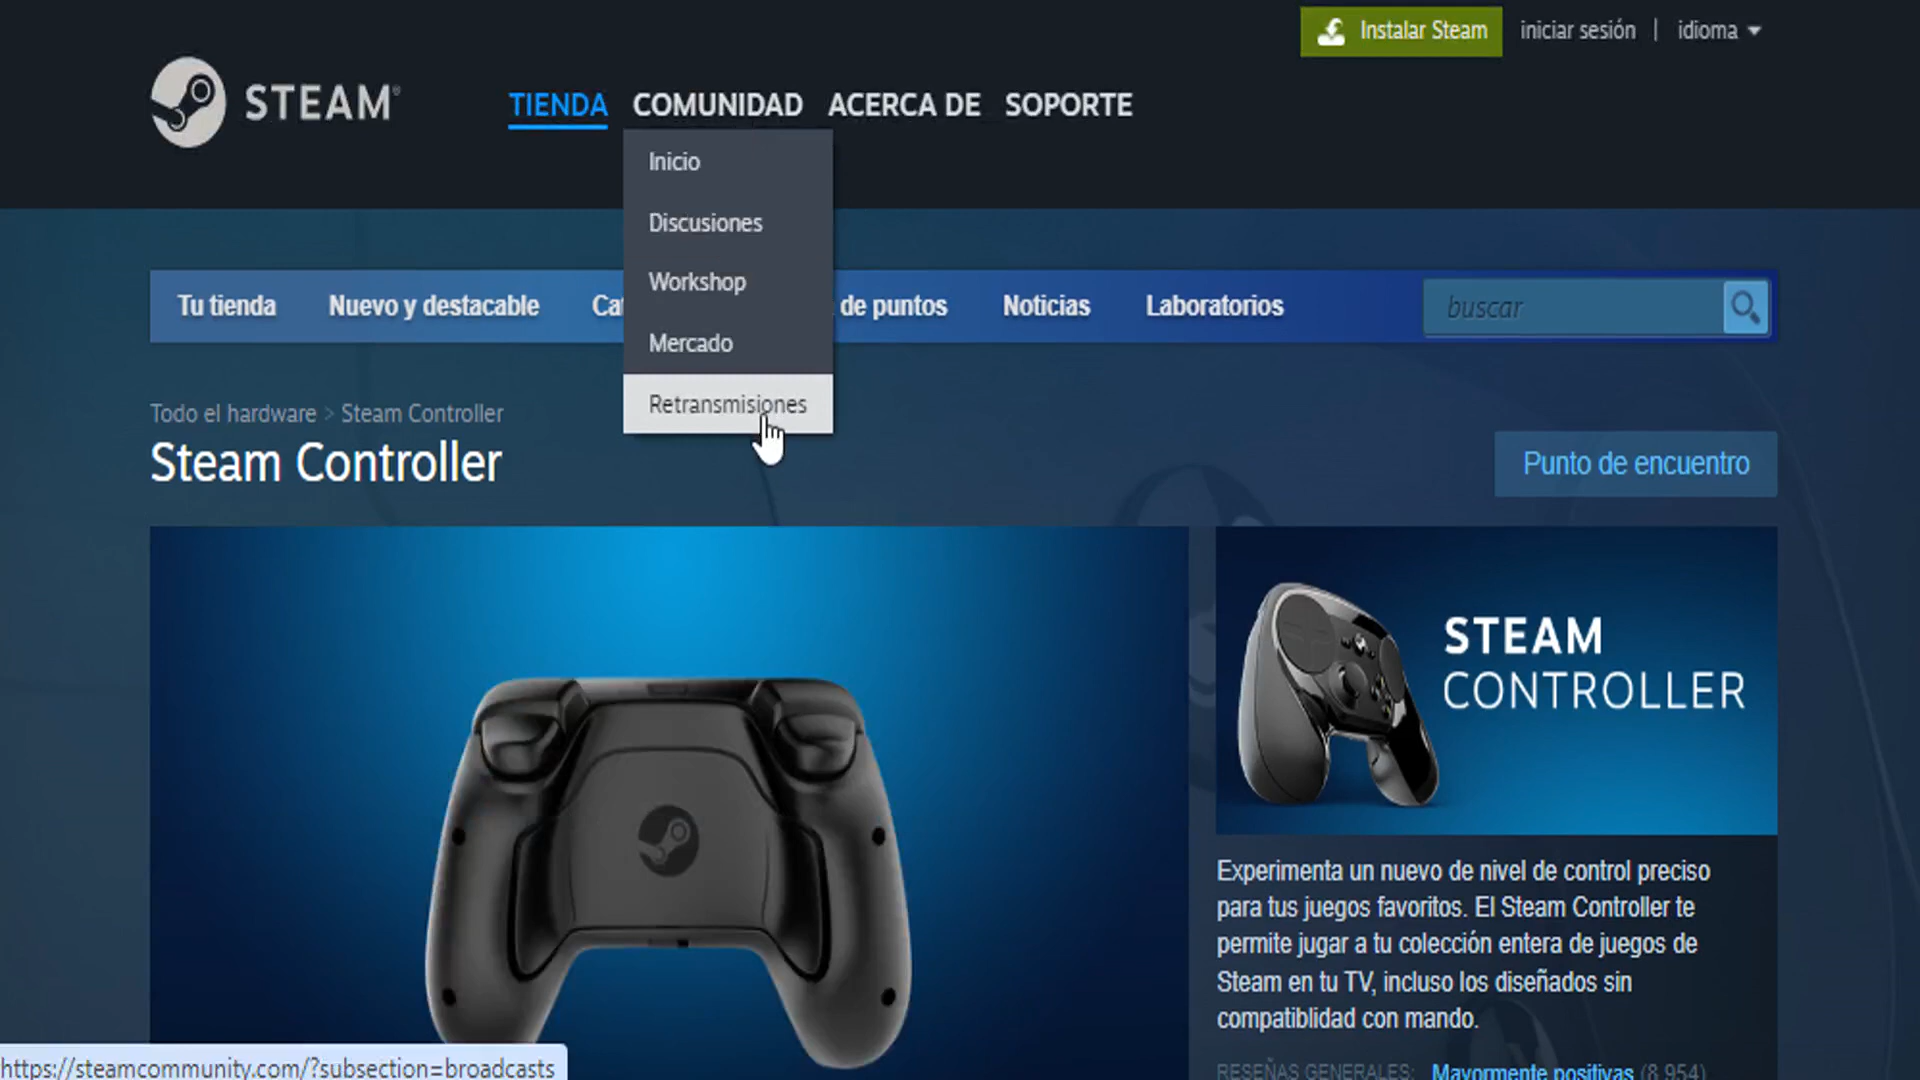 Instalar Steam
iniciar sesión | idioma
STEAM®
TIENDA COMUNIDAD ACERCA DE SOPORTE
Inicio
Discusiones
Workshop
Mercado
Retransmisiones
Tu tienda Nuevo y destacable de puntos Noticias Laboratorios
buscar
Todo el hardware > Steam Controller
Steam Controller
Punto de encuentro
STEAM
CONTROLLER
Experimenta un nuevo de nivel de control preciso
para tus juegos favoritos. El Steam Controller te
permite jugar a tu colección entera de juegos de
Steam en tu TV, incluso los diseñados sin
compatiblidad con mando.
RESEÑAS GENERALES: Mayormente positivas (8,954)
https://steamcommunity.com/?subsection=broadcasts